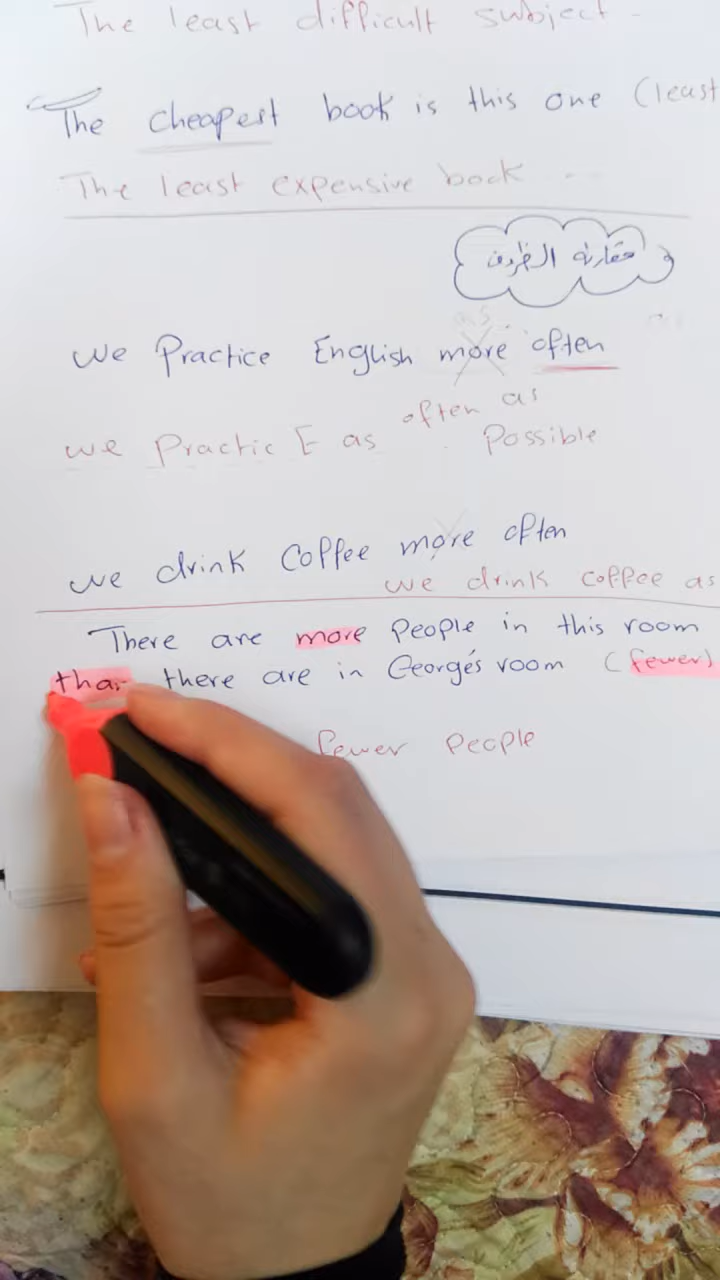 The least difficult subject -
The cheapest book is this one (least
The least expensive book ...
مقارنة الظروف
we Practice English more often
as
we Practic E as often as Possible
we drink Coffee more often
we drink coffee as
There are more People in this room
than there are in George's room (fewer)
fewer People